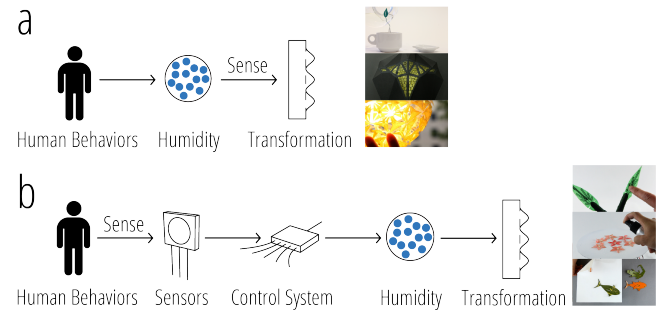 a
Sense
Human Behaviors Humidity Transformation
b
Sense
Human Behaviors Sensors Control System Humidity Transformation